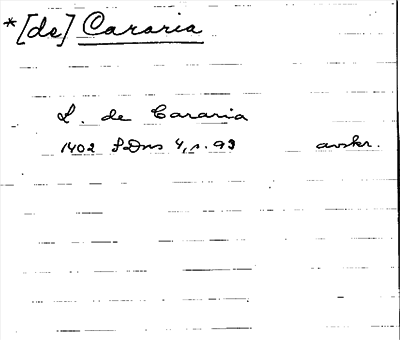 *[de] Cararia
L. de Cararia
1402 SDns 4, s. 93 avskr.